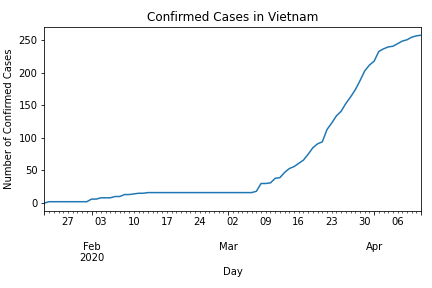 Confirmed Cases in Vietnam
Number of Confirmed Cases
250
200
150
100
50
0
27 03 10 17 24 02 09 16 23 30 06
Feb Mar Apr
2020
Day